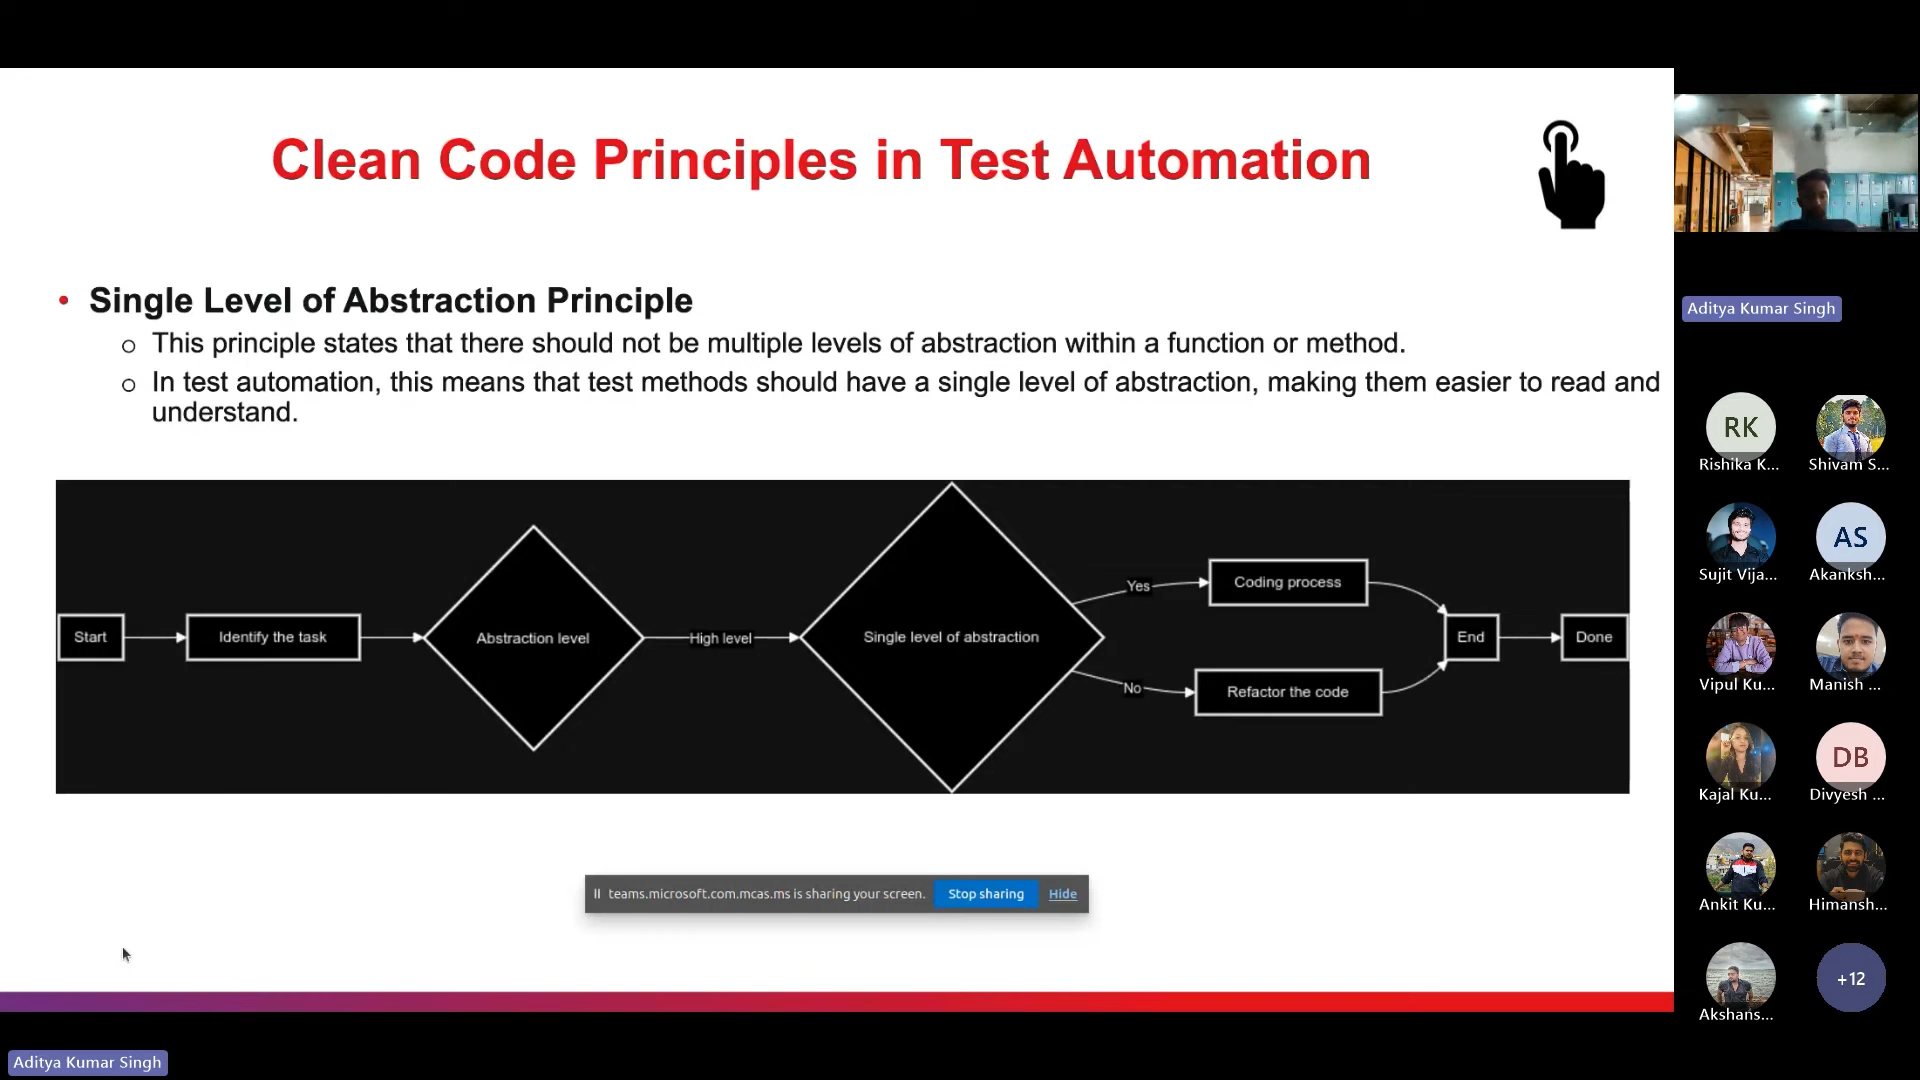 Clean Code Principles in Test Automation
• Single Level of Abstraction Principle
o This principle states that there should not be multiple levels of abstraction within a function or method.
o In test automation, this means that test methods should have a single level of abstraction, making them easier to read and
understand.
Start
Identify the task
Abstraction level
High level
Single level of abstraction
Yes
Coding process
No
Refactor the code
End
Done
teams.microsoft.com.mcas.ms is sharing your screen. Stop sharing Hide
Aditya Kumar Singh
RK
Rishika K...
Shivam S...
Sujit Vija...
AS
Akanksh...
Vipul Ku...
Manish ...
Kajal Ku...
DB
Divyesh ...
Ankit Ku...
Himansh...
Akshans...
+12
Aditya Kumar Singh